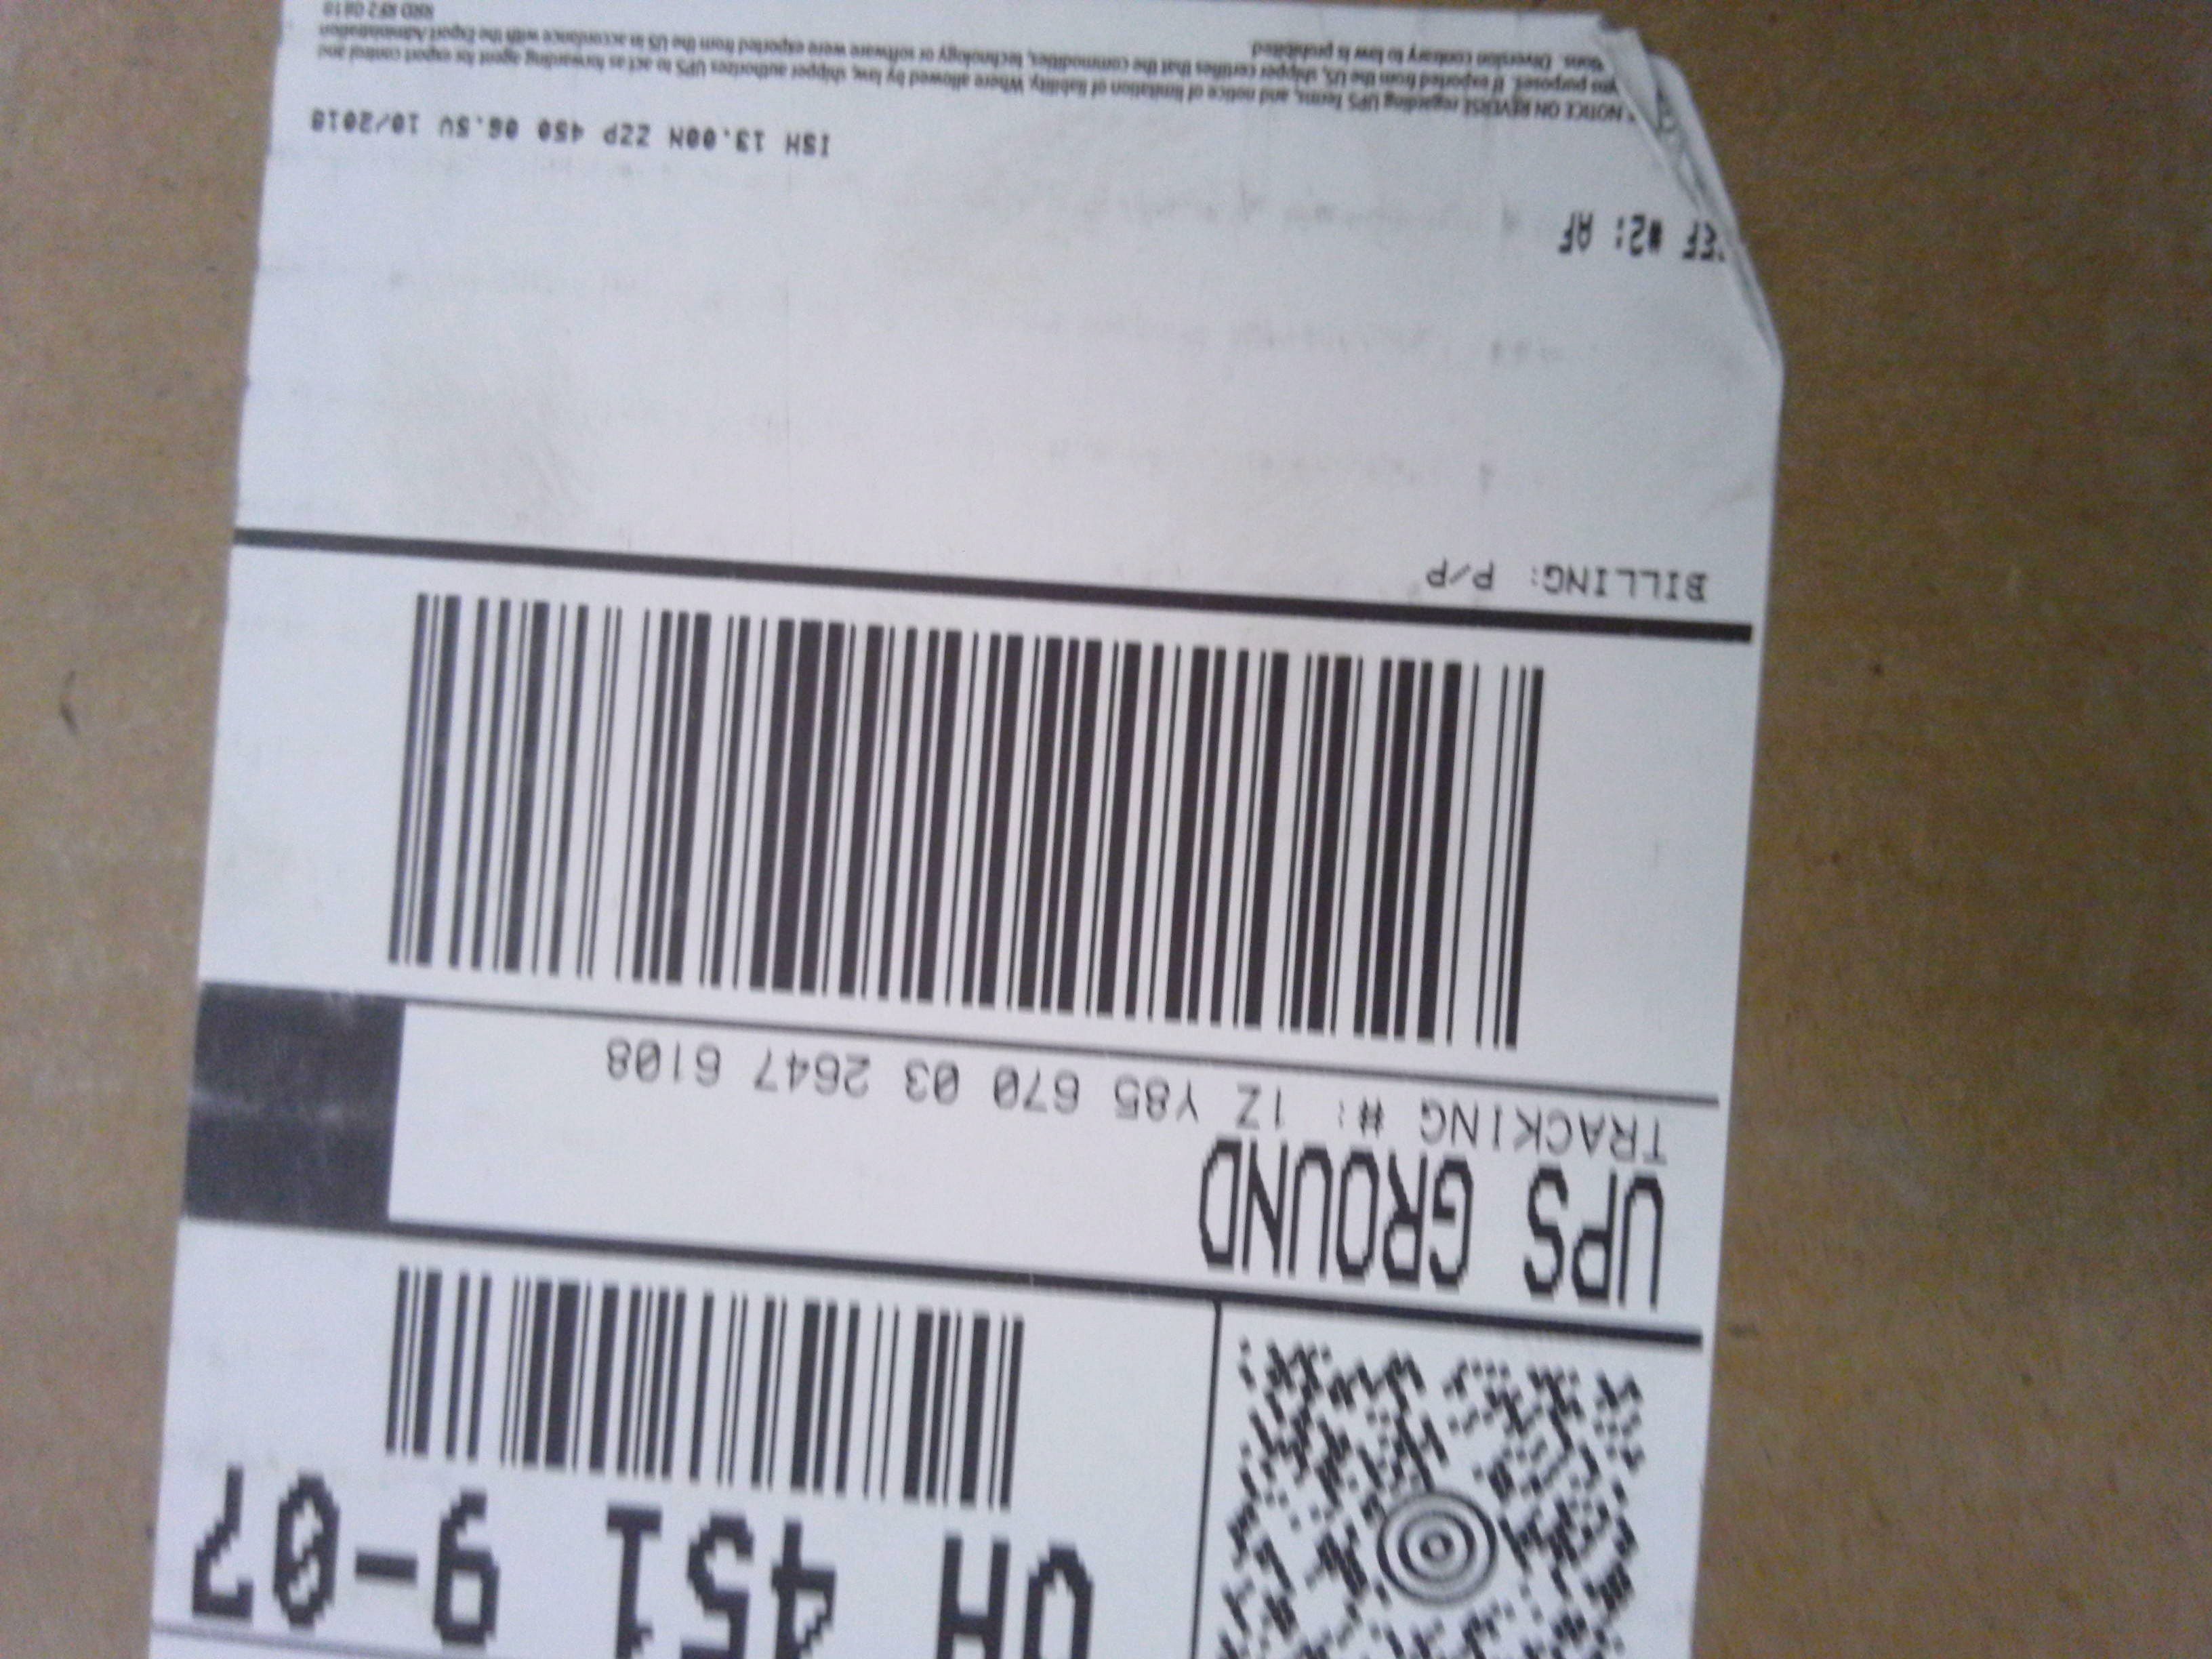 OH 451 9-07
UPS GROUND
TRACKING #: 1Z Y85 670 03 2647 6108
BILLING: P/P
EF #2: AF
ISH 13.00N ZZP 450 06.5U 10/2018
NOTICE ON REVERSE regarding UPS Terms, and notice of limitation of liability. Where allowed by law, shipper authorizes UPS to act as forwarding agent for export control and
purposes. If exported from the US, shipper certifies that the commodities, technology or software were exported from the US in accordance with the Export Administration
tions. Diversion contrary to law is prohibited.
RRD RF2 0818